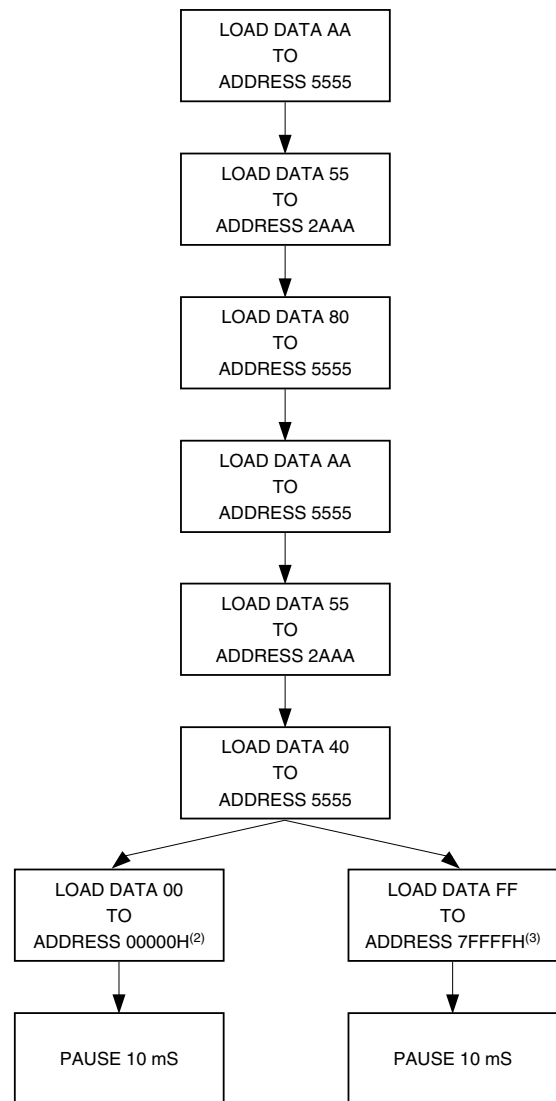 LOAD DATA AA
TO
ADDRESS 5555
LOAD DATA 55
TO
ADDRESS 2AAA
LOAD DATA 80
TO
ADDRESS 5555
LOAD DATA AA
TO
ADDRESS 5555
LOAD DATA 55
TO
ADDRESS 2AAA
LOAD DATA 40
TO
ADDRESS 5555
LOAD DATA 00
TO
ADDRESS 00000H(2)
LOAD DATA FF
TO
ADDRESS 7FFFFH(3)
PAUSE 10 mS
PAUSE 10 mS